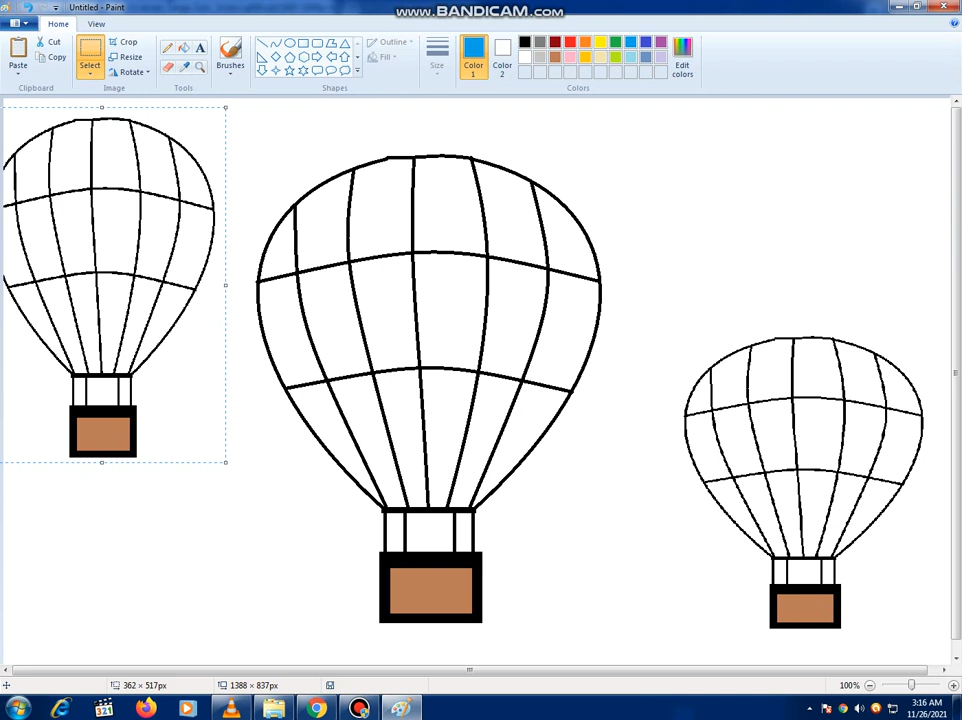 Untitled - Paint
www.BANDICAM.com
Home
View
Cut
Copy
Paste
Clipboard
Crop
Resize
Rotate
Select
Image
A
Tools
Brushes
Outline
Fill
Shapes
Size
Color
1
Color
2
Edit
colors
Colors
362 × 517px
1388 × 837px
100%
321
3:16 AM
11/26/2021